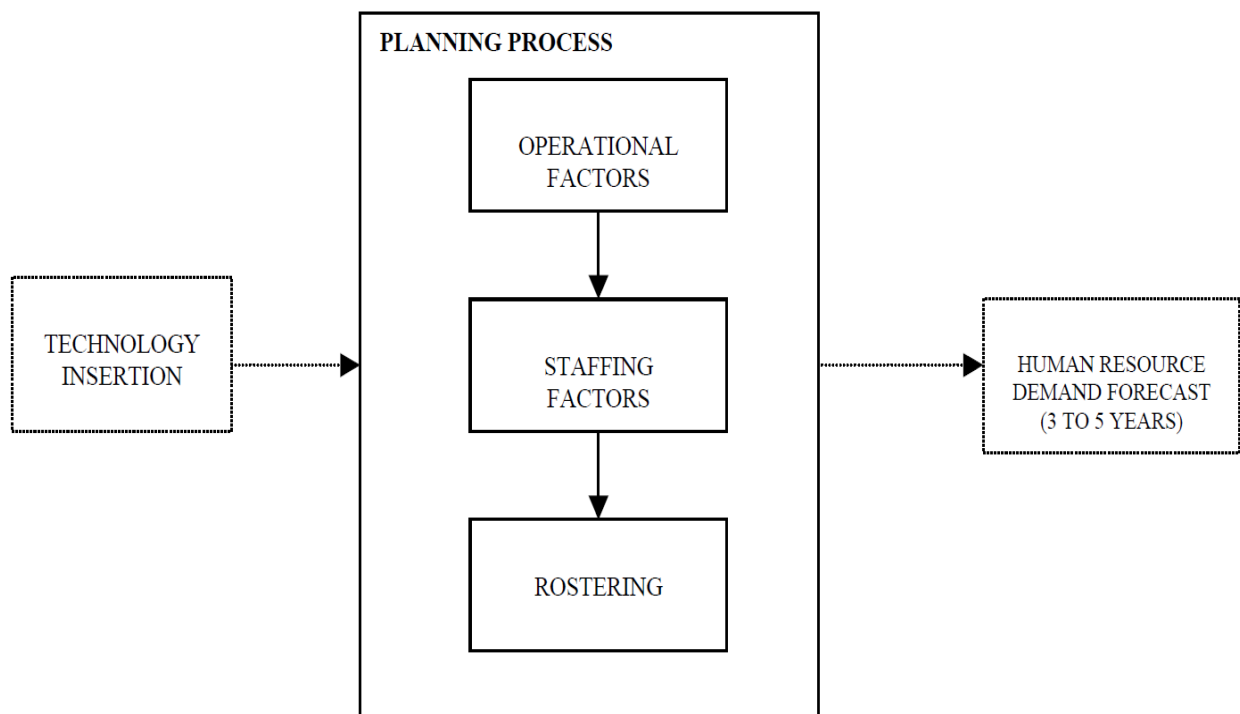 PLANNING PROCESS
OPERATIONAL
FACTORS
TECHNOLOGY
INSERTION
STAFFING
FACTORS
HUMAN RESOURCE
DEMAND FORECAST
(3 TO 5 YEARS)
ROSTERING